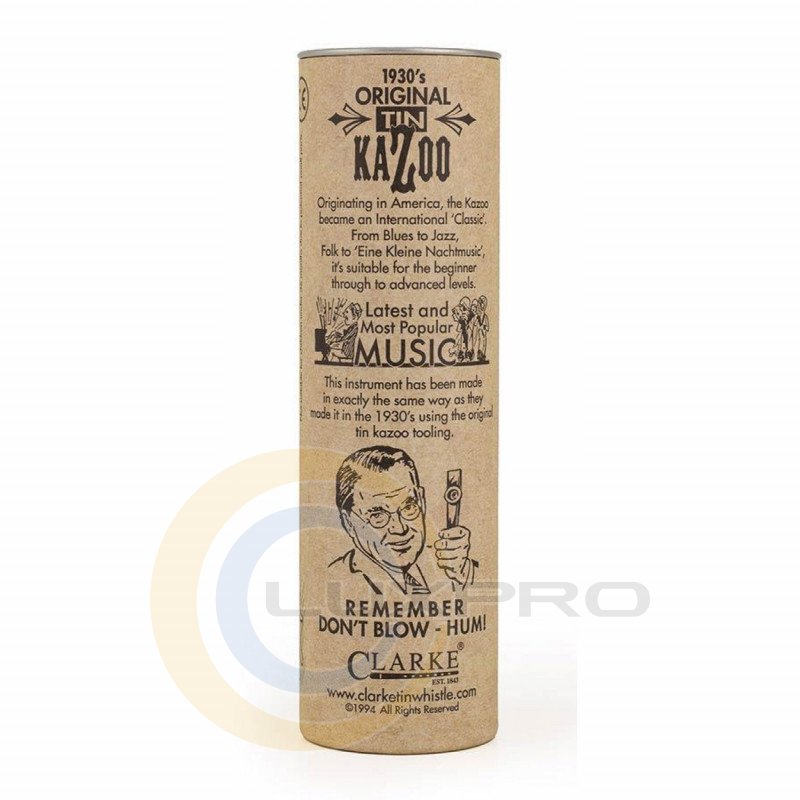 1930's
ORIGINAL
TIN
KAZOO
Originating in America, the Kazoo
became an International 'Classic'.
From Blues to Jazz,
Folk to 'Eine Kleine Nachtmusic',
it's suitable for the beginner
through to advanced levels.
Latest and
Most Popular
MUSIC
This instrument has been made
in exactly the same way as they
made it in the 1930's using the original
tin kazoo tooling.
REMEMBER
DON'T BLOW - HUM!
CLARKE®
EST. 1843
www.clarketinwhistle.com
©1994 All Rights Reserved
LUXPRO